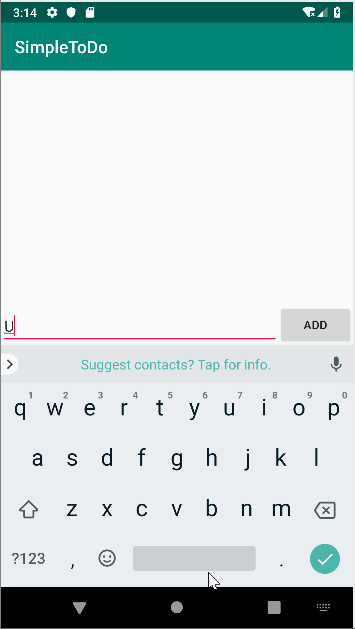 3:14
SimpleToDo
U
ADD
Suggest contacts? Tap for info.
1 2 3 4 5 6 7 8 9 0
q w e r t y u i o p
a s d f g h j k l
z x c v b n m
?123 , .